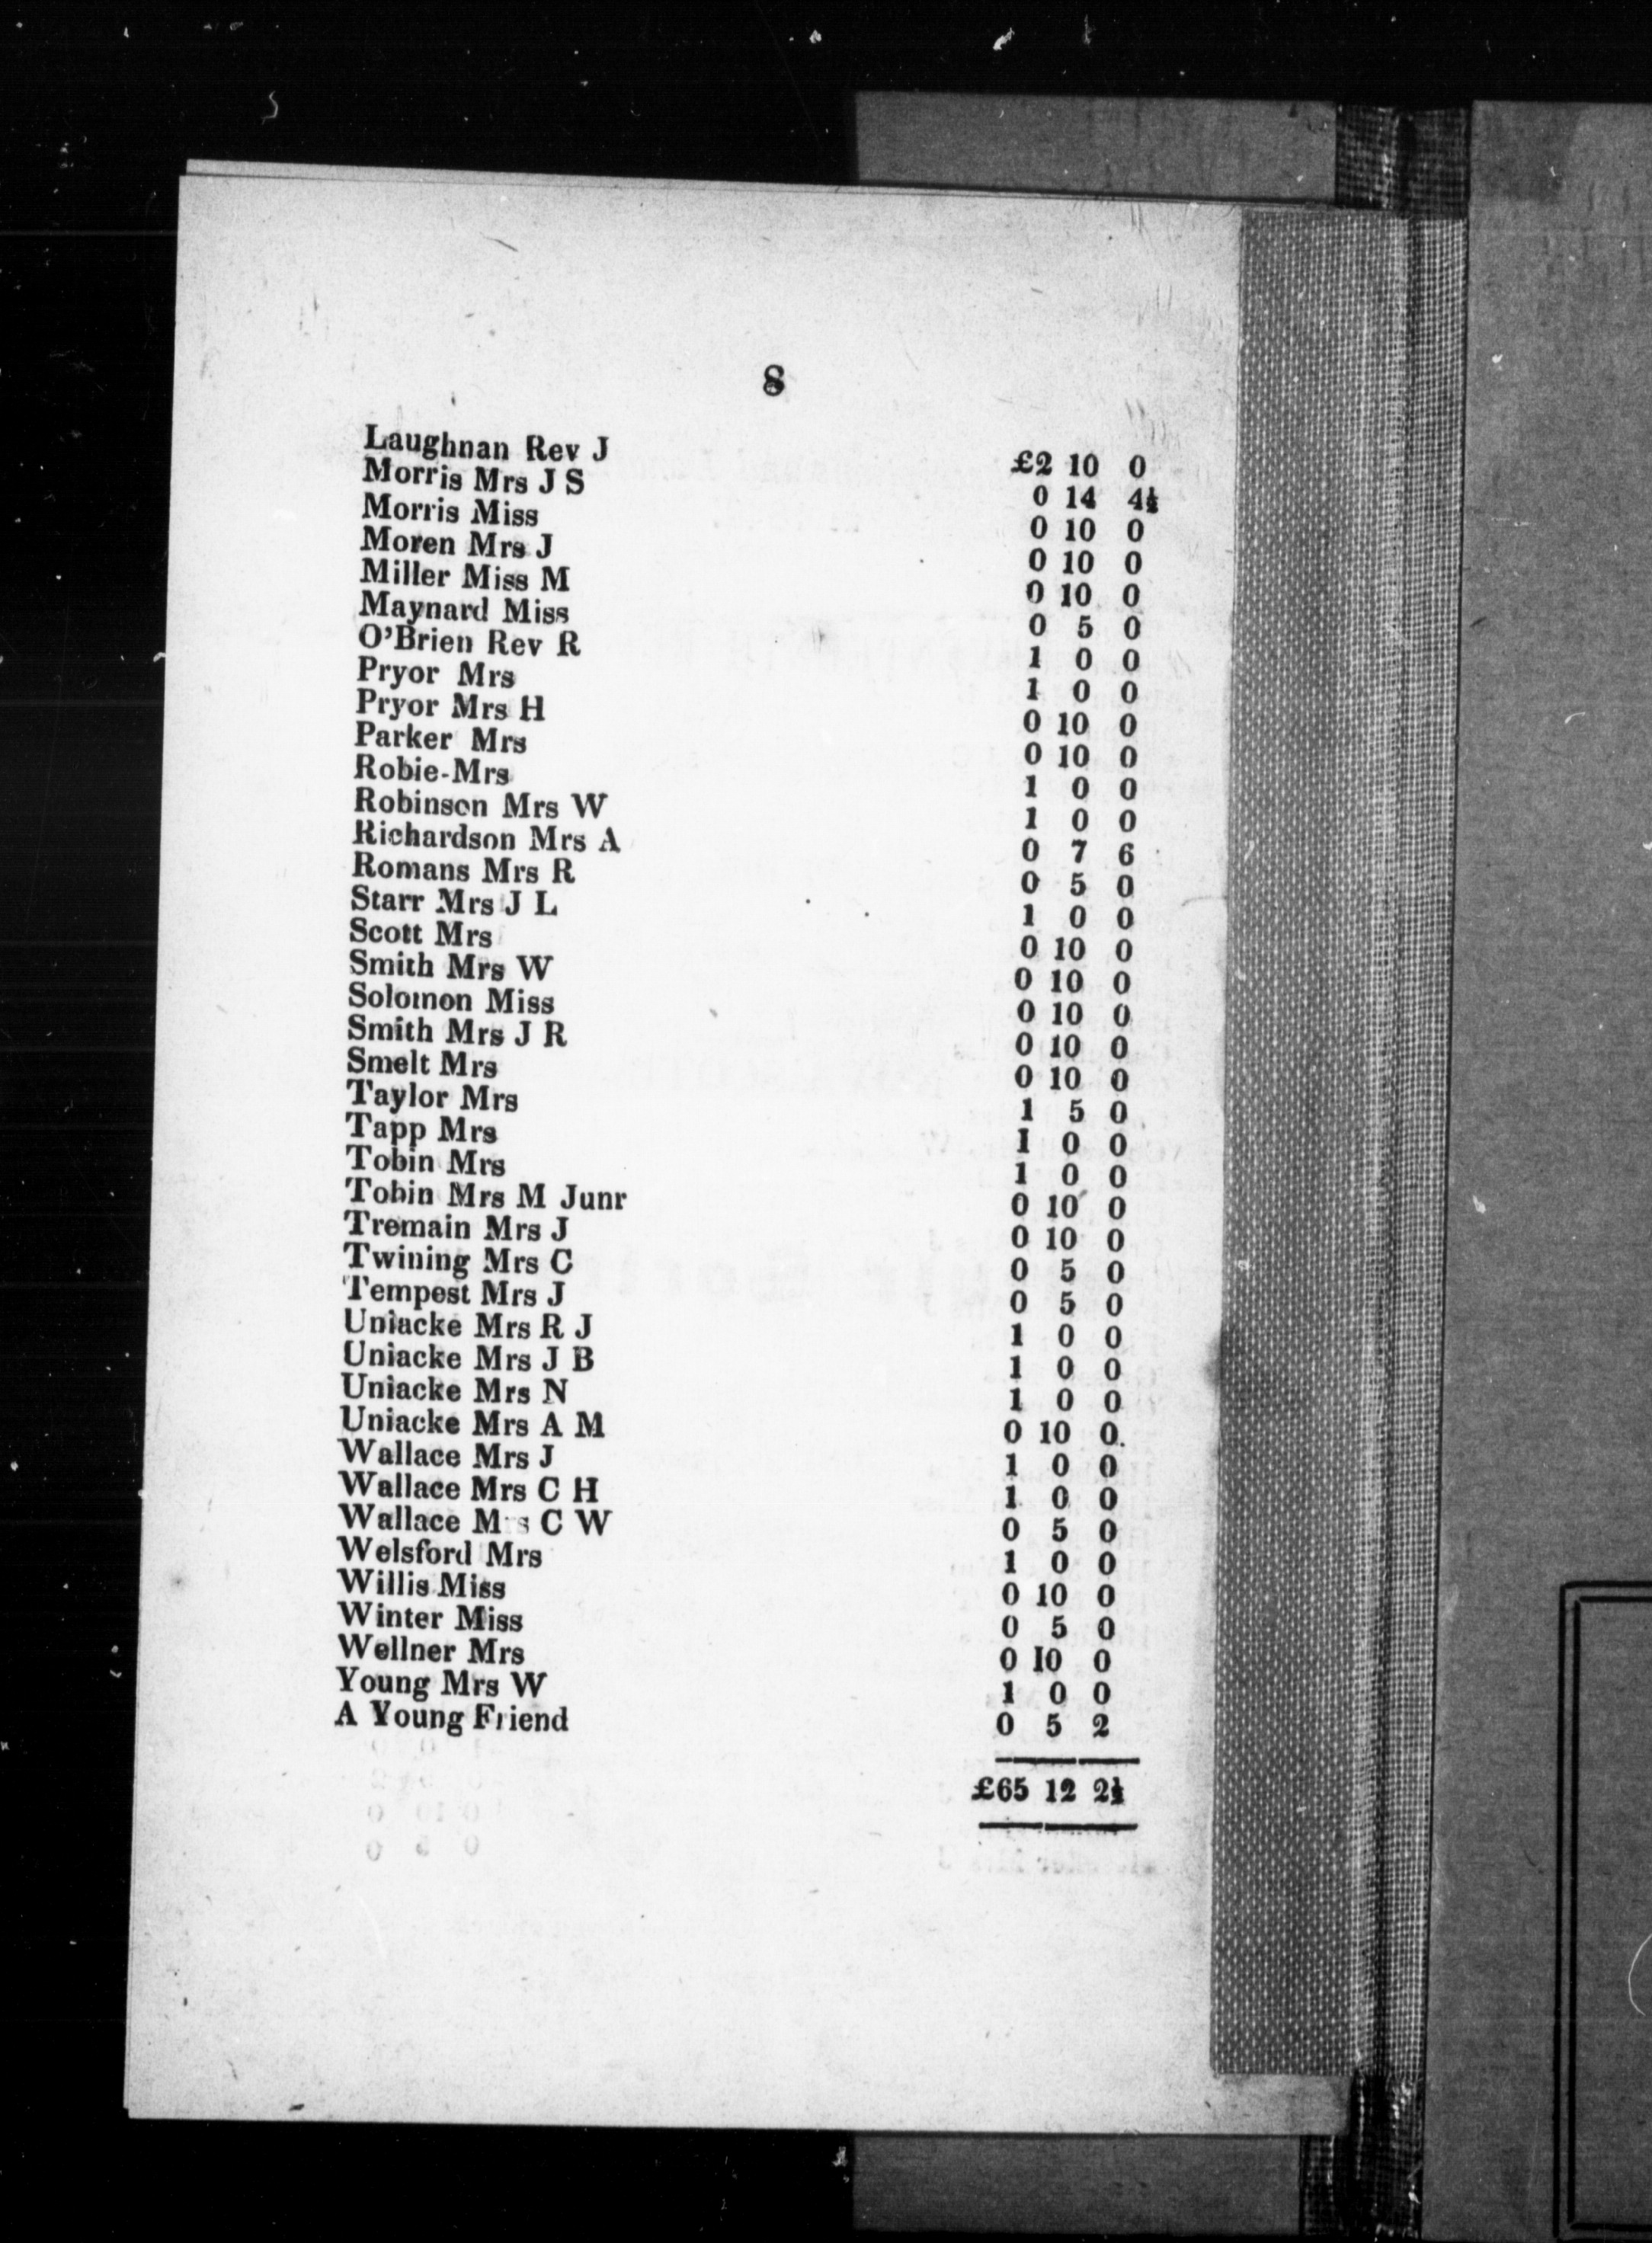 8
Laughnan Rev J £2 10 0
Morris Mrs J S 0 14 4½
Morris Miss 0 10 0
Moren Mrs J 0 10 0
Miller Miss M 0 10 0
Maynard Miss 0 5 0
O'Brien Rev R 1 0 0
Pryor Mrs 1 0 0
Pryor Mrs H 0 10 0
Parker Mrs 0 10 0
Robie-Mrs 1 0 0
Robinson Mrs W 1 0 0
Richardson Mrs A 0 7 6
Romans Mrs R 0 5 0
Starr Mrs J L 1 0 0
Scott Mrs 0 10 0
Smith Mrs W 0 10 0
Solomon Miss 0 10 0
Smith Mrs J R 0 10 0
Smelt Mrs 0 10 0
Taylor Mrs 1 5 0
Tapp Mrs 1 0 0
Tobin Mrs 1 0 0
Tobin Mrs M Junr 0 10 0
Tremain Mrs J 0 10 0
Twining Mrs C 0 5 0
Tempest Mrs J 0 5 0
Uniacke Mrs R J 1 0 0
Uniacke Mrs J B 1 0 0
Uniacke Mrs N 1 0 0
Uniacke Mrs A M 0 10 0
Wallace Mrs J 1 0 0
Wallace Mrs C H 1 0 0
Wallace Mrs C W 0 5 0
Welsford Mrs 1 0 0
Willis Miss 0 10 0
Winter Miss 0 5 0
Wellner Mrs 0 10 0
Young Mrs W 1 0 0
A Young Friend 0 5 2
£65 12 2½